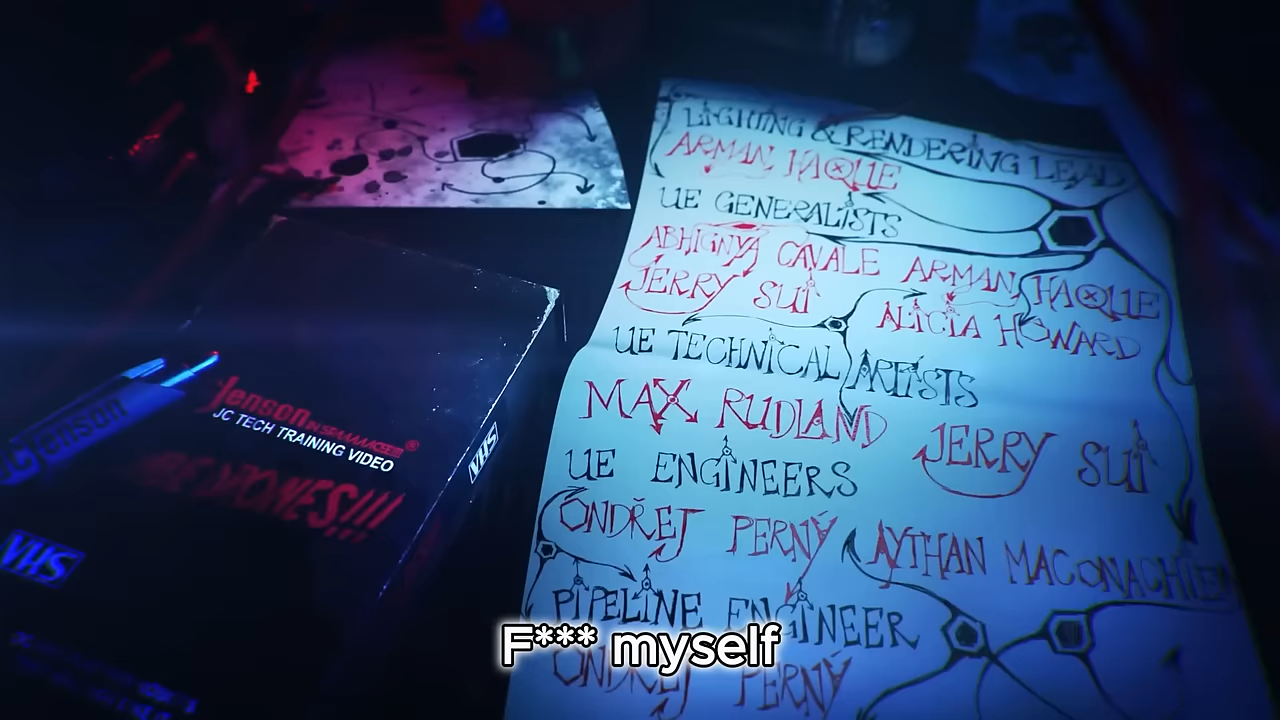 LIGHTING & RENDERING LEAD
ARMAN HAQUE
UE GENERALISTS
ABHIGNYA CAVALE ARMAN HAQUE
JERRY SUI ALICIA HOWARD
UE TECHNICAL ARTISTS
MAX RUDLAND JERRY SUI
UE ENGINEERS
ONDŘEJ PERNÝ AYTHAN MACONACHIE
PIPELINE ENGINEER
ONDŘEJ PERNÝ
Jenson
JC TECH TRAINING VIDEO
DRONES!!!
VHS
VHS
JCJenson
F*** myself